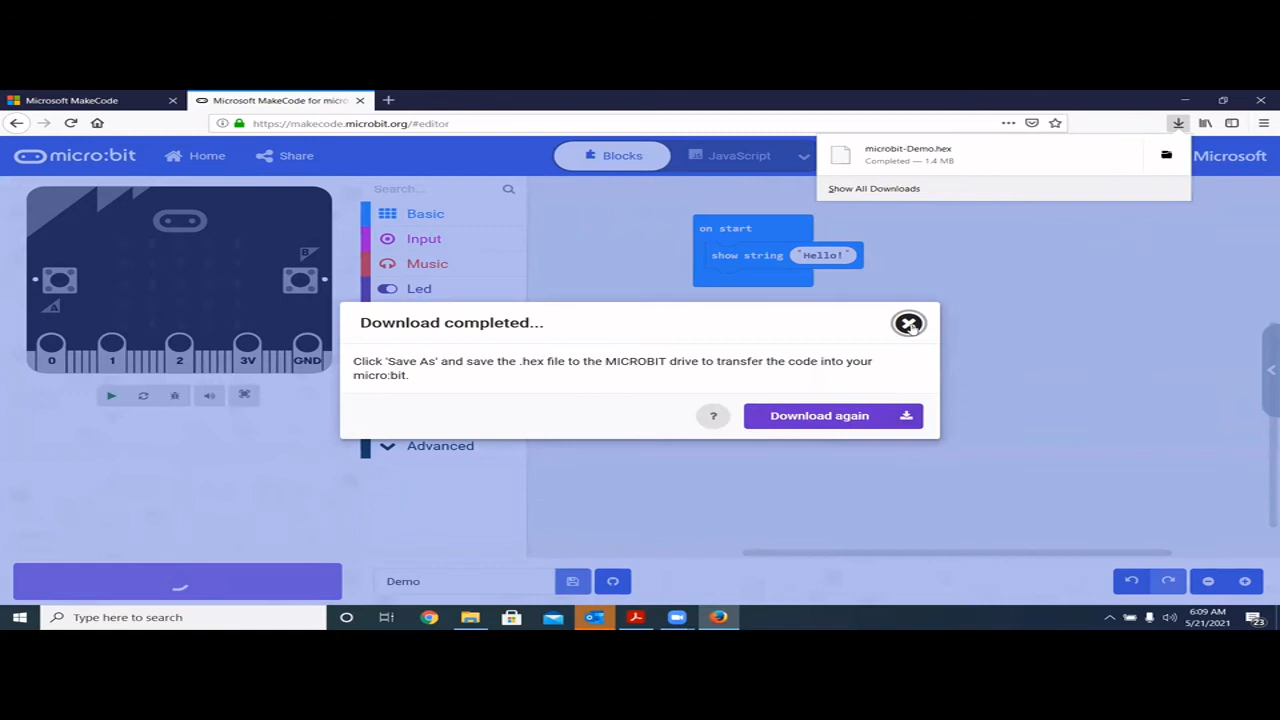 Microsoft MakeCode
Microsoft MakeCode for micro
https://makecode.microbit.org/#editor
microbit-Demo.hex
Completed — 1.4 MB
Show All Downloads
micro:bit
Home
Share
Blocks
JavaScript
Microsoft
Search...
Basic
Input
Music
Led
Advanced
B
A
0 1 2 3V GND
on start
show string "Hello!"
Download completed...
Click 'Save As' and save the .hex file to the MICROBIT drive to transfer the code into your
micro:bit.
?
Download again
Demo
Type here to search
6:09 AM
5/21/2021
23